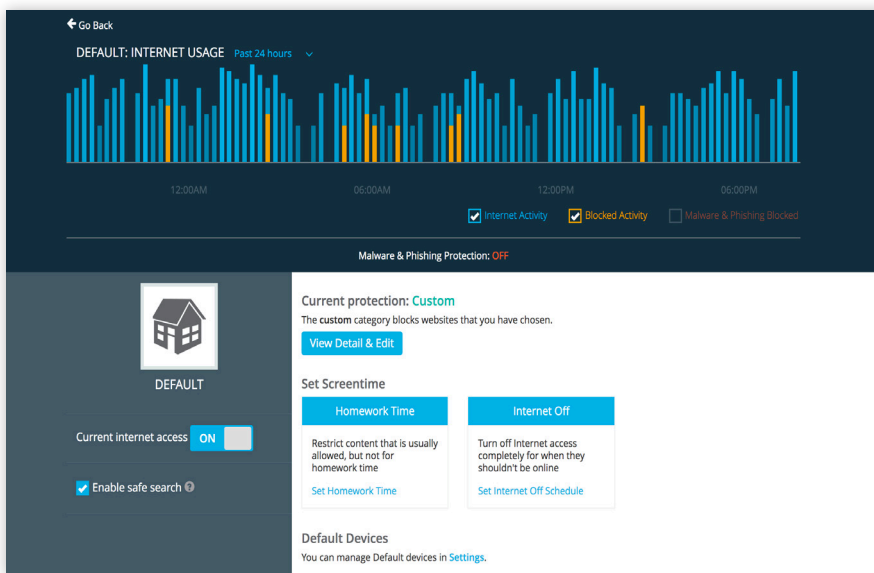 Go Back
DEFAULT: INTERNET USAGE Past 24 hours
12:00AM 06:00AM 12:00PM 06:00PM
Internet Activity Blocked Activity Malware & Phishing Blocked
Malware & Phishing Protection: OFF
DEFAULT
Current internet access ON
Enable safe search ?
Current protection: Custom
The custom category blocks websites that you have chosen.
View Detail & Edit
Set Screentime
Homework Time
Restrict content that is usually
allowed, but not for
homework time
Set Homework Time
Internet Off
Turn off Internet access
completely for when they
shouldn't be online
Set Internet Off Schedule
Default Devices
You can manage Default devices in Settings.